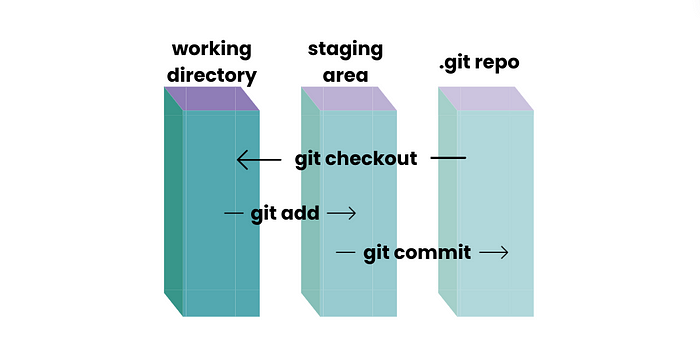 working
directory
staging
area
.git repo
git checkout
git add
git commit